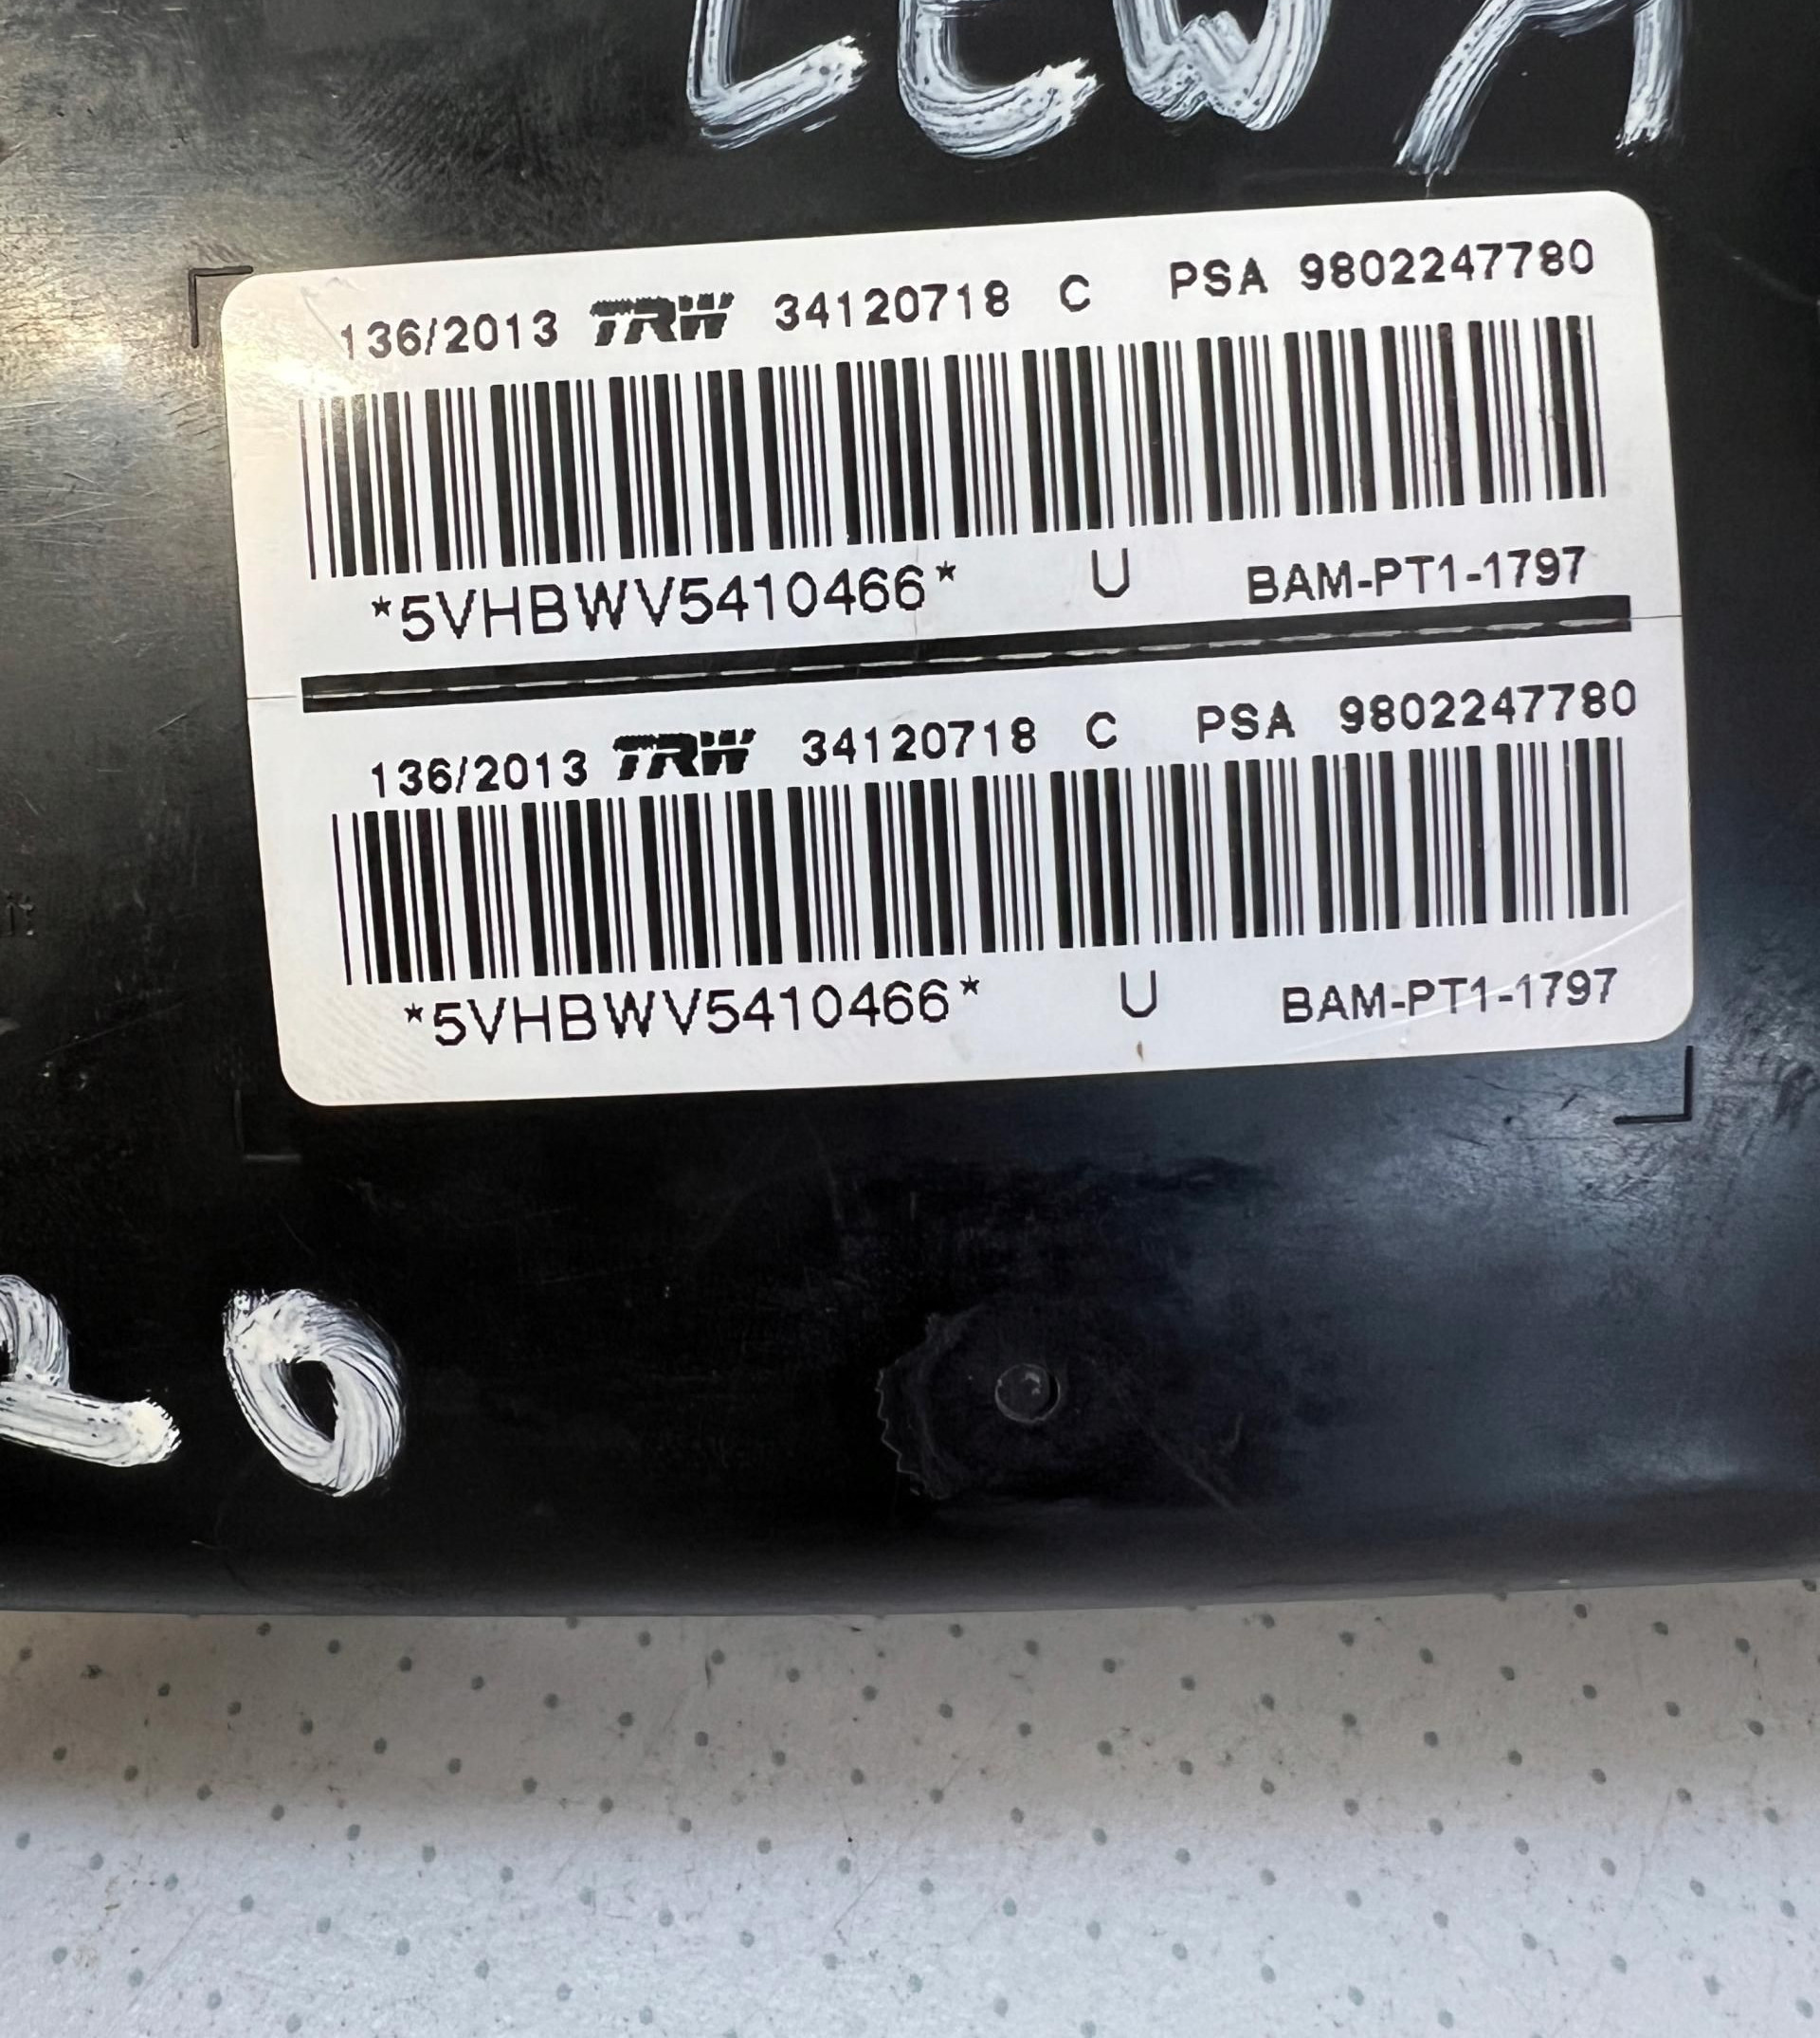 LEWA
136/2013 TRW 34120718 C PSA 9802247780
*5VHBWV5410466* U BAM-PT1-1797
136/2013 TRW 34120718 C PSA 9802247780
*5VHBWV5410466* U BAM-PT1-1797
20